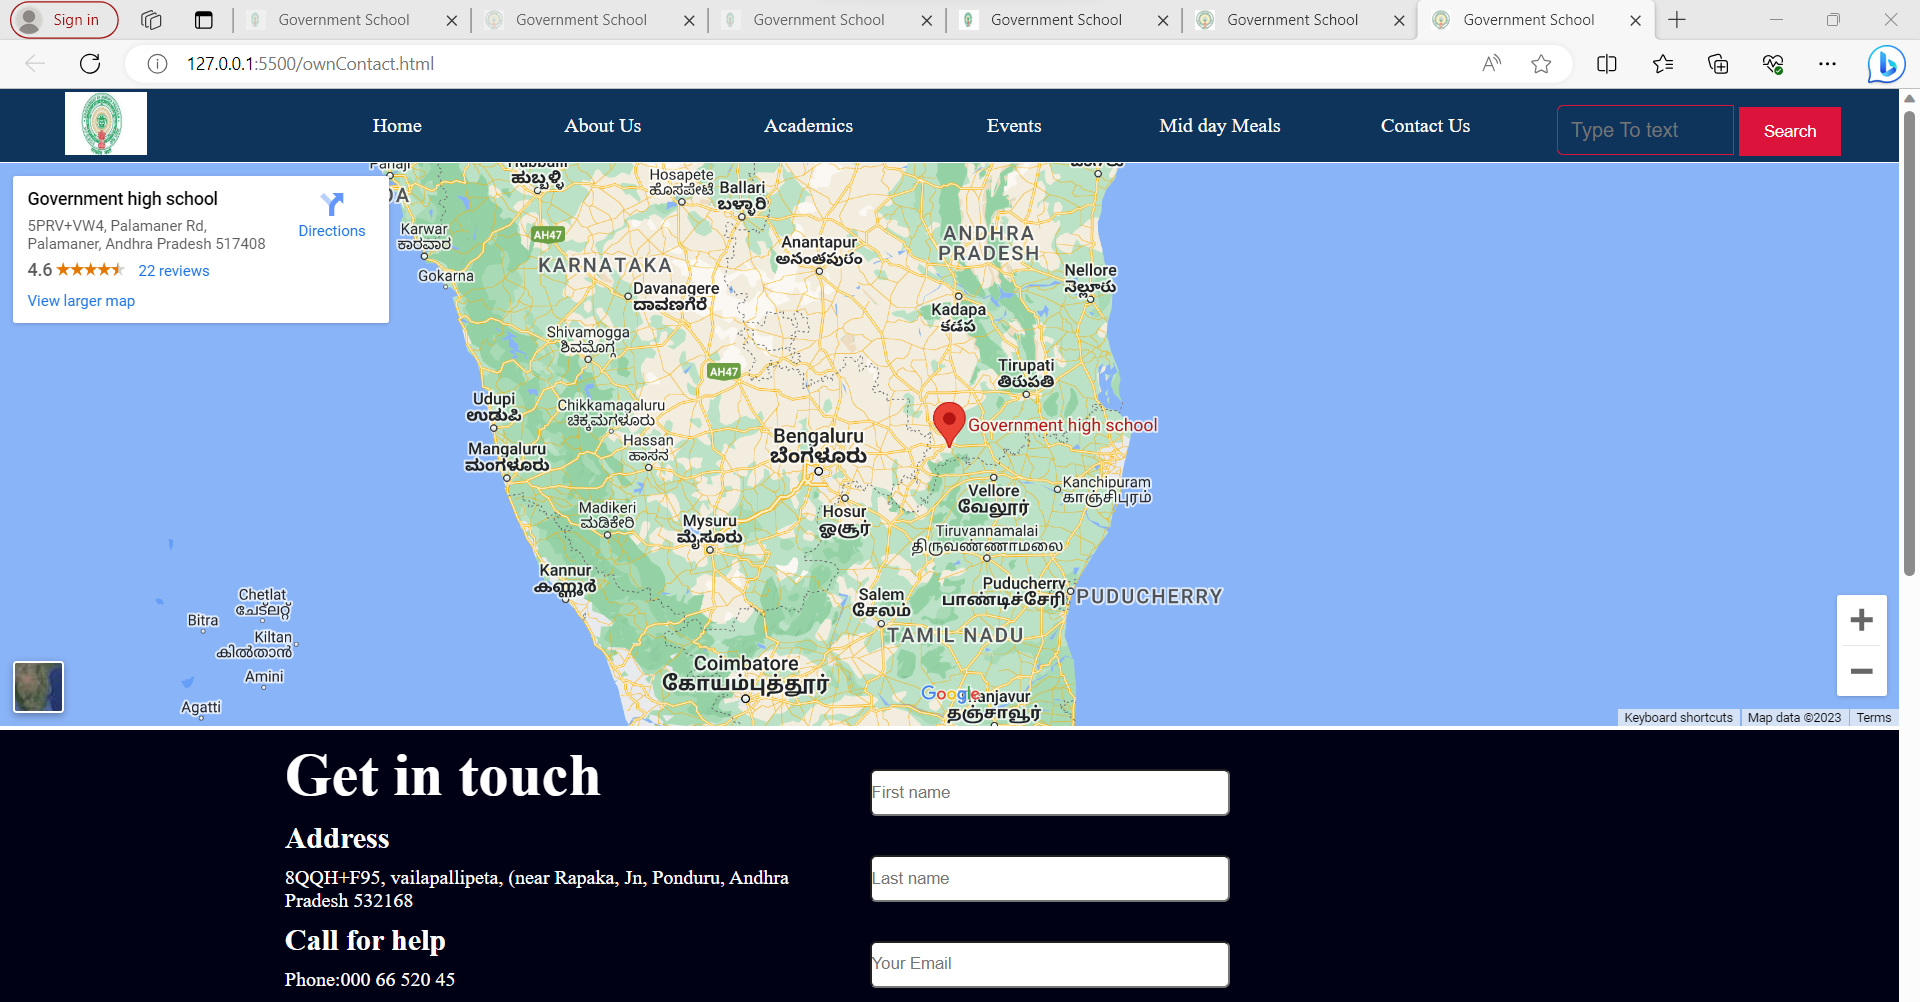 Sign in
Government School
Government School
Government School
Government School
Government School
Government School
127.0.0.1:5500/ownContact.html
Home
About Us
Academics
Events
Mid day Meals
Contact Us
Type To text
Search
Government high school
5PRV+VW4, Palamaner Rd,
Palamaner, Andhra Pradesh 517408
Directions
4.6
22 reviews
View larger map
Panaji
ಹುಬ್ಬಳ್ಳಿ
Hosapete
ಹೊಸಪೇಟೆ
Ballari
ಬಳ್ಳಾರಿ
Karwar
ಕಾರವಾರ
AH47
Gokarna
KARNATAKA
Anantapur
అనంతపురం
ANDHRA
PRADESH
Nellore
నెల్లూరు
Davanagere
ದಾವಣಗೆರೆ
Kadapa
కడప
Shivamogga
ಶಿವಮೊಗ್ಗ
AH47
Tirupati
తిరుపతి
Udupi
ಉಡುಪಿ
Chikkamagaluru
ಚಿಕ್ಕಮಗಳೂರು
Government high school
Hassan
ಹಾಸನ
Bengaluru
ಬೆಂಗಳೂರು
Mangaluru
ಮಂಗಳೂರು
Vellore
வேலூர்
Kanchipuram
காஞ்சிபுரம்
Madikeri
ಮಡಿಕೇರಿ
Mysuru
ಮೈಸೂರು
Hosur
ஓசூர்
Tiruvannamalai
திருவண்ணாமலை
Kannur
കണ്ണൂർ
Puducherry
பாண்டிச்சேரி
PUDUCHERRY
Chetlat
ചേട്ലറ്റ്
Salem
சேலம்
Bitra
Kiltan
കിൽതാൻ
TAMIL NADU
Amini
Coimbatore
கோயம்புத்தூர்
Agatti
Google
தஞ்சாவூர்
Keyboard shortcuts
Map data ©2023
Terms
Get in touch
First name
Address
8QQH+F95, vailapallipeta, (near Rapaka, Jn, Ponduru, Andhra
Pradesh 532168
Last name
Call for help
Your Email
Phone:000 66 520 45